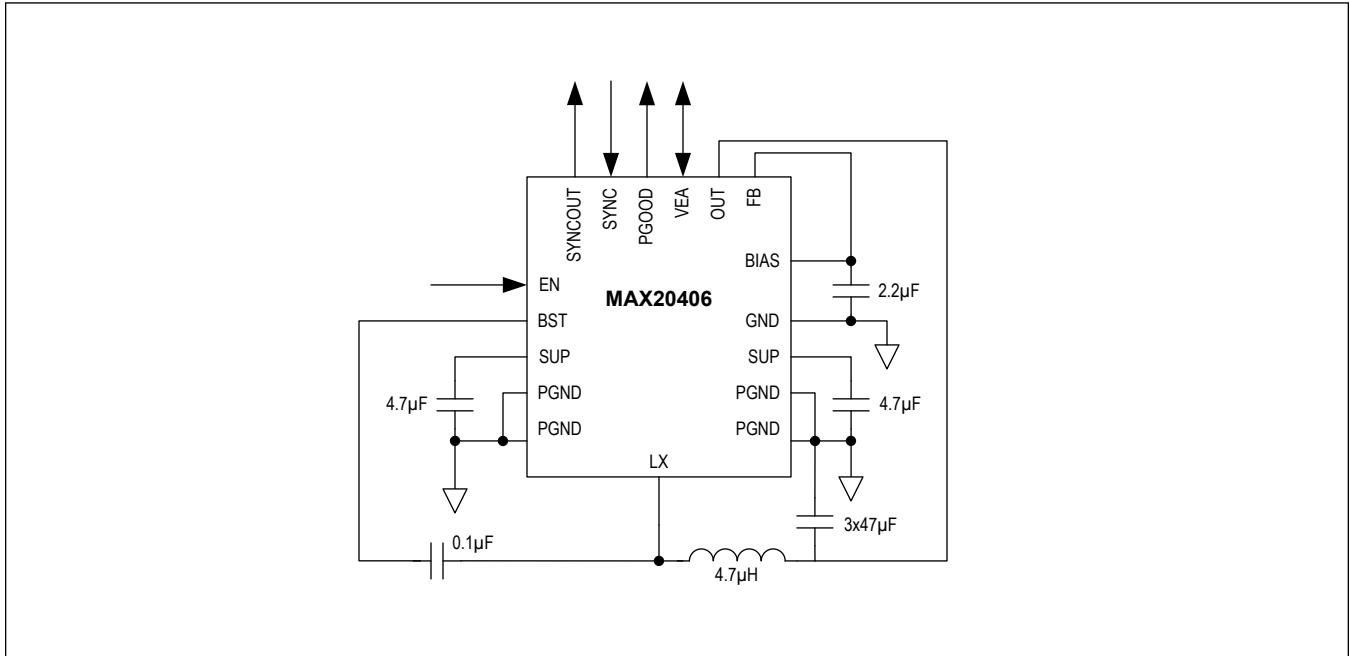 SYNCOUT
SYNC
PGOOD
VEA
OUT
FB
BIAS
2.2µF
EN
MAX20406
BST
GND
SUP
SUP
4.7µF
PGND
PGND
4.7µF
PGND
PGND
LX
3x47µF
0.1µF
4.7µH